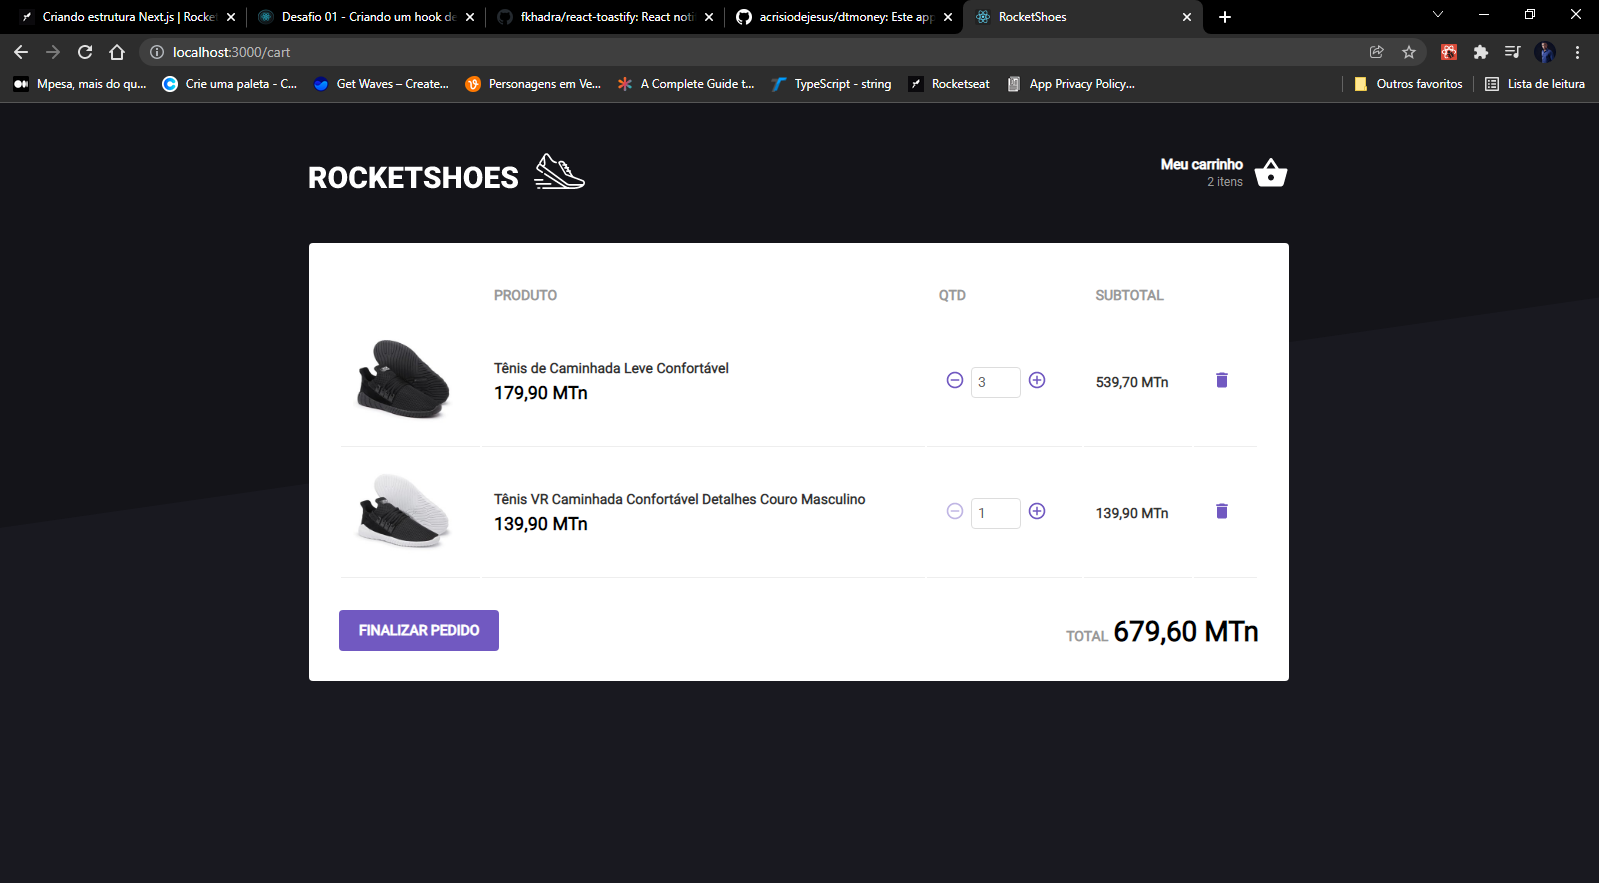 Criando estrutura Next.js | Rocket
Desafio 01 - Criando um hook de
fkhadra/react-toastify: React noti
acrisiodejesus/dtmoney: Este app
RocketShoes
localhost:3000/cart
Mpesa, mais do qu...
Crie uma paleta - C...
Get Waves – Create...
Personagens em Ve...
A Complete Guide t...
TypeScript - string
Rocketseat
App Privacy Policy...
Outros favoritos
Lista de leitura
ROCKETSHOES
Meu carrinho
2 itens
PRODUTO QTD SUBTOTAL
Tênis de Caminhada Leve Confortável
179,90 MTn
3
539,70 MTn
Tênis VR Caminhada Confortável Detalhes Couro Masculino
139,90 MTn
1
139,90 MTn
FINALIZAR PEDIDO
TOTAL 679,60 MTn